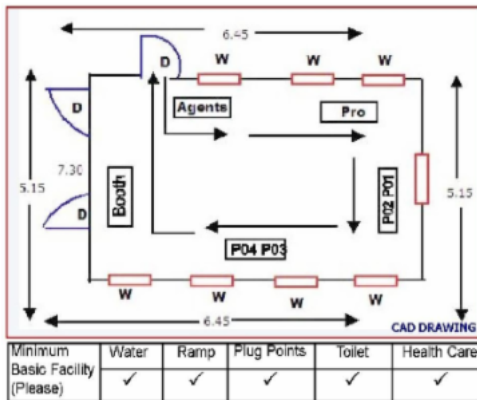 6.45
D W W W
Agents Pro
D
7.30
5.15 Booth P02 P01 5.15
D
P04 P03
W W W W
6.45
CAD DRAWING
Minimum Basic Facility (Please) Water Ramp Plug Points Toilet Health Care
✓ ✓ ✓ ✓ ✓